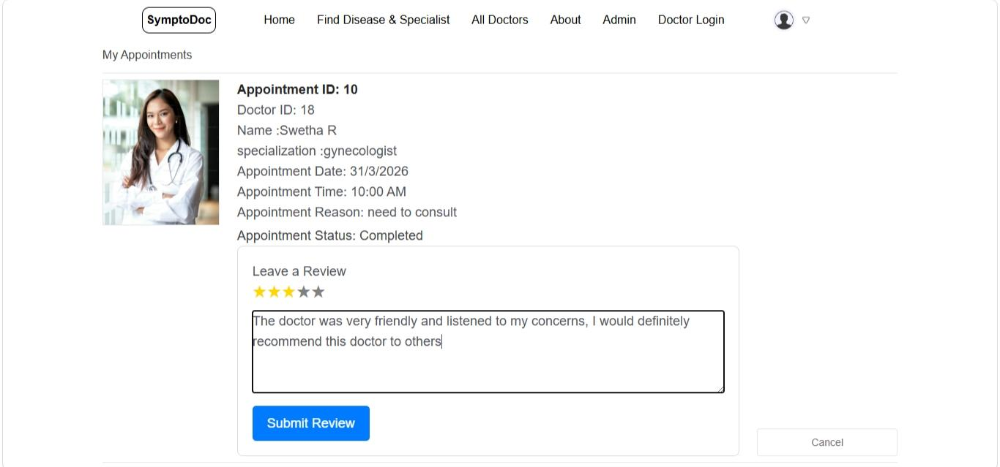 SymptoDoc Home Find Disease & Specialist All Doctors About Admin Doctor Login
My Appointments
Appointment ID: 10
Doctor ID: 18
Name :Swetha R
specialization :gynecologist
Appointment Date: 31/3/2026
Appointment Time: 10:00 AM
Appointment Reason: need to consult
Appointment Status: Completed
Leave a Review
The doctor was very friendly and listened to my concerns, I would definitely
recommend this doctor to others
Submit Review
Cancel